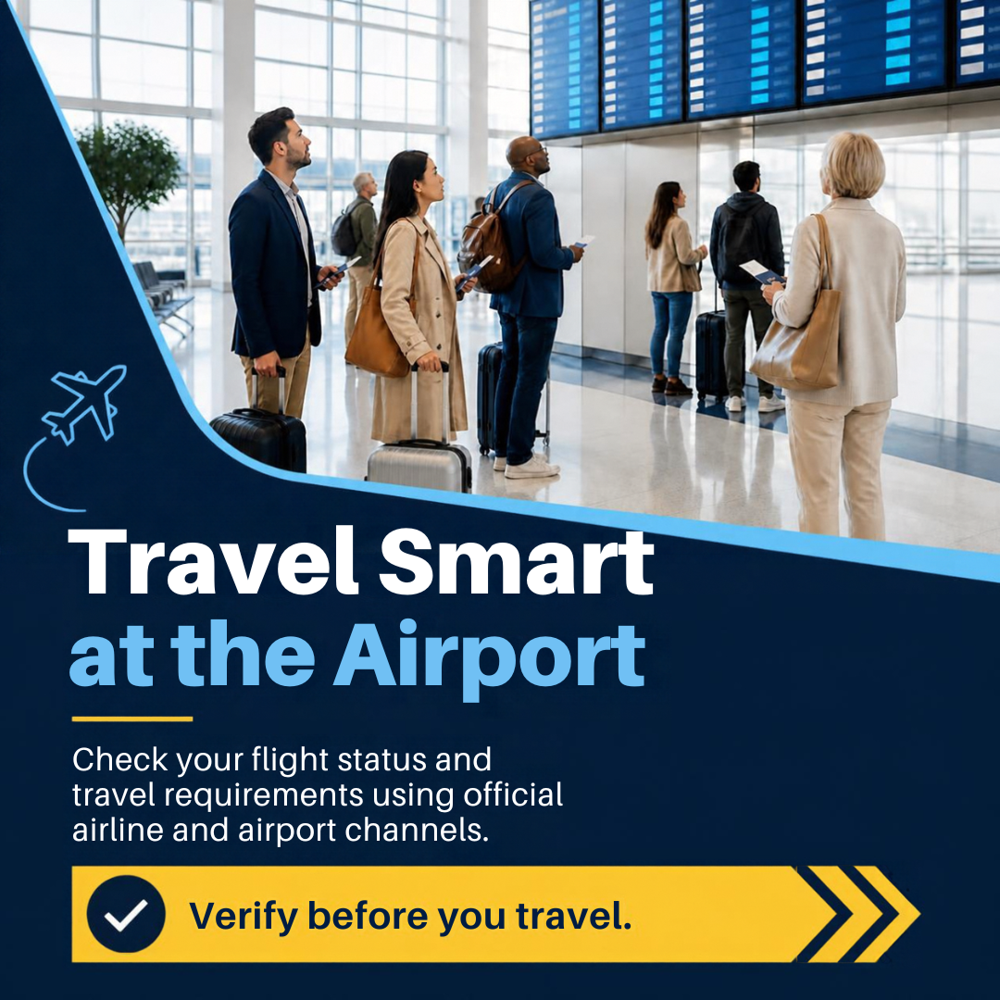 Travel Smart
at the Airport
Check your flight status and
travel requirements using official
airline and airport channels.
Verify before you travel.